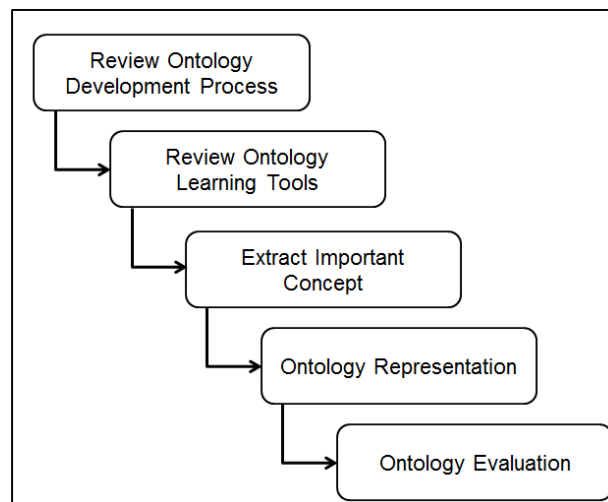 Review Ontology
Development Process
Review Ontology
Learning Tools
Extract Important
Concept
Ontology Representation
Ontology Evaluation